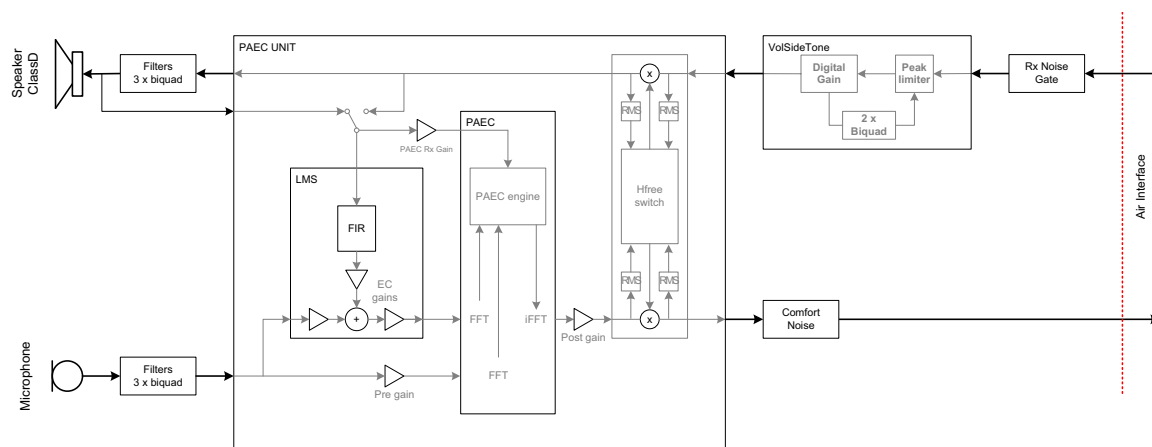 Speaker
ClassD
Filters
3 x biquad
PAEC UNIT
VolSideTone
Digital
Gain
Peak
limiter
2 x
Biquad
Rx Noise
Gate
PAEC Rx Gain
PAEC
PAEC engine
RMS
RMS
Hfree
switch
RMS
RMS
LMS
FIR
EC
gains
+
FFT
iFFT
FFT
Post gain
x
x
Comfort
Noise
Air Interface
Microphone
Filters
3 x biquad
Pre gain